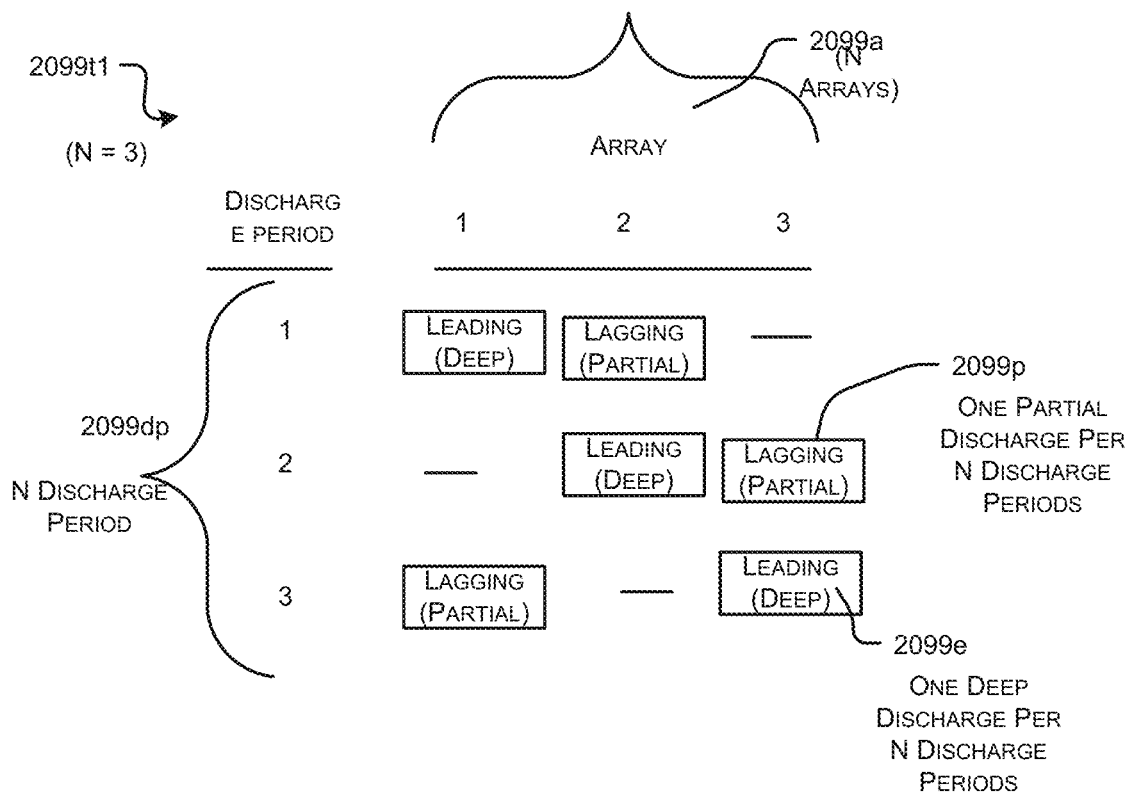 2099t1
(N = 3)
2099a
(N
ARRAYS)
ARRAY
DISCHARG
E PERIOD
1 2 3
1
LEADING
(DEEP)
LAGGING
(PARTIAL)
—
2099p
ONE PARTIAL
DISCHARGE PER
N DISCHARGE
PERIODS
2099dp
N DISCHARGE
PERIOD
2
—
LEADING
(DEEP)
LAGGING
(PARTIAL)
3
LAGGING
(PARTIAL)
—
LEADING
(DEEP)
2099e
ONE DEEP
DISCHARGE PER
N DISCHARGE
PERIODS